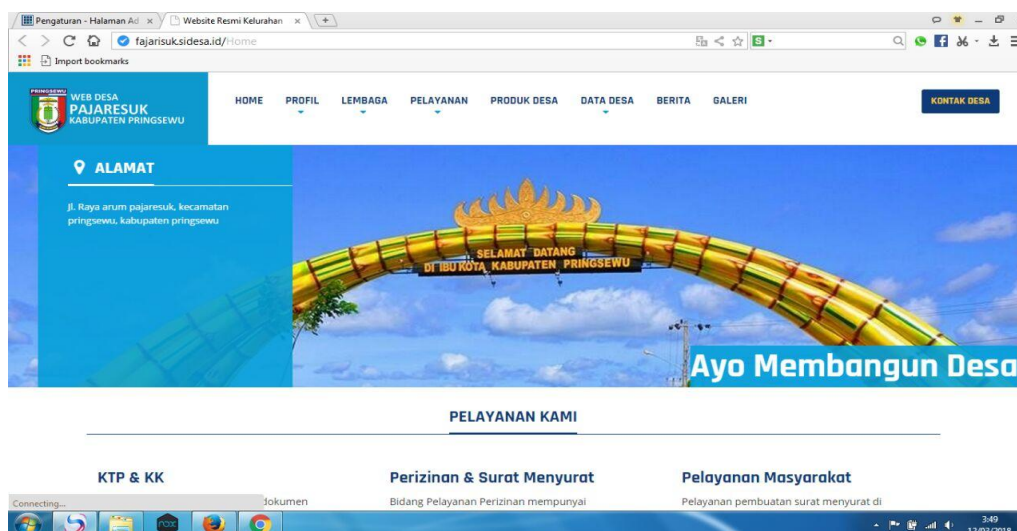 Pengaturan - Halaman Ad
Website Resmi Kelurahan
fajarisuk.sidesa.id/Home
Import bookmarks
PRINGSEWU
WEB DESA
PAJARESUK
KABUPATEN PRINGSEWU
HOME PROFIL LEMBAGA PELAYANAN PRODUK DESA DATA DESA BERITA GALERI
KONTAK DESA
ALAMAT
Jl. Raya arum pajaresuk, kecamatan
pringsewu, kabupaten pringsewu
SELAMAT DATANG
DI IBU KOTA KABUPATEN PRINGSEWU
Ayo Membangun Desa
PELAYANAN KAMI
KTP & KK
Perizinan & Surat Menyurat
Pelayanan Masyarakat
Connecting...
dokumen
Bidang Pelayanan Perizinan mempunyai
Pelayanan pembuatan surat menyurat di
nox
3:49